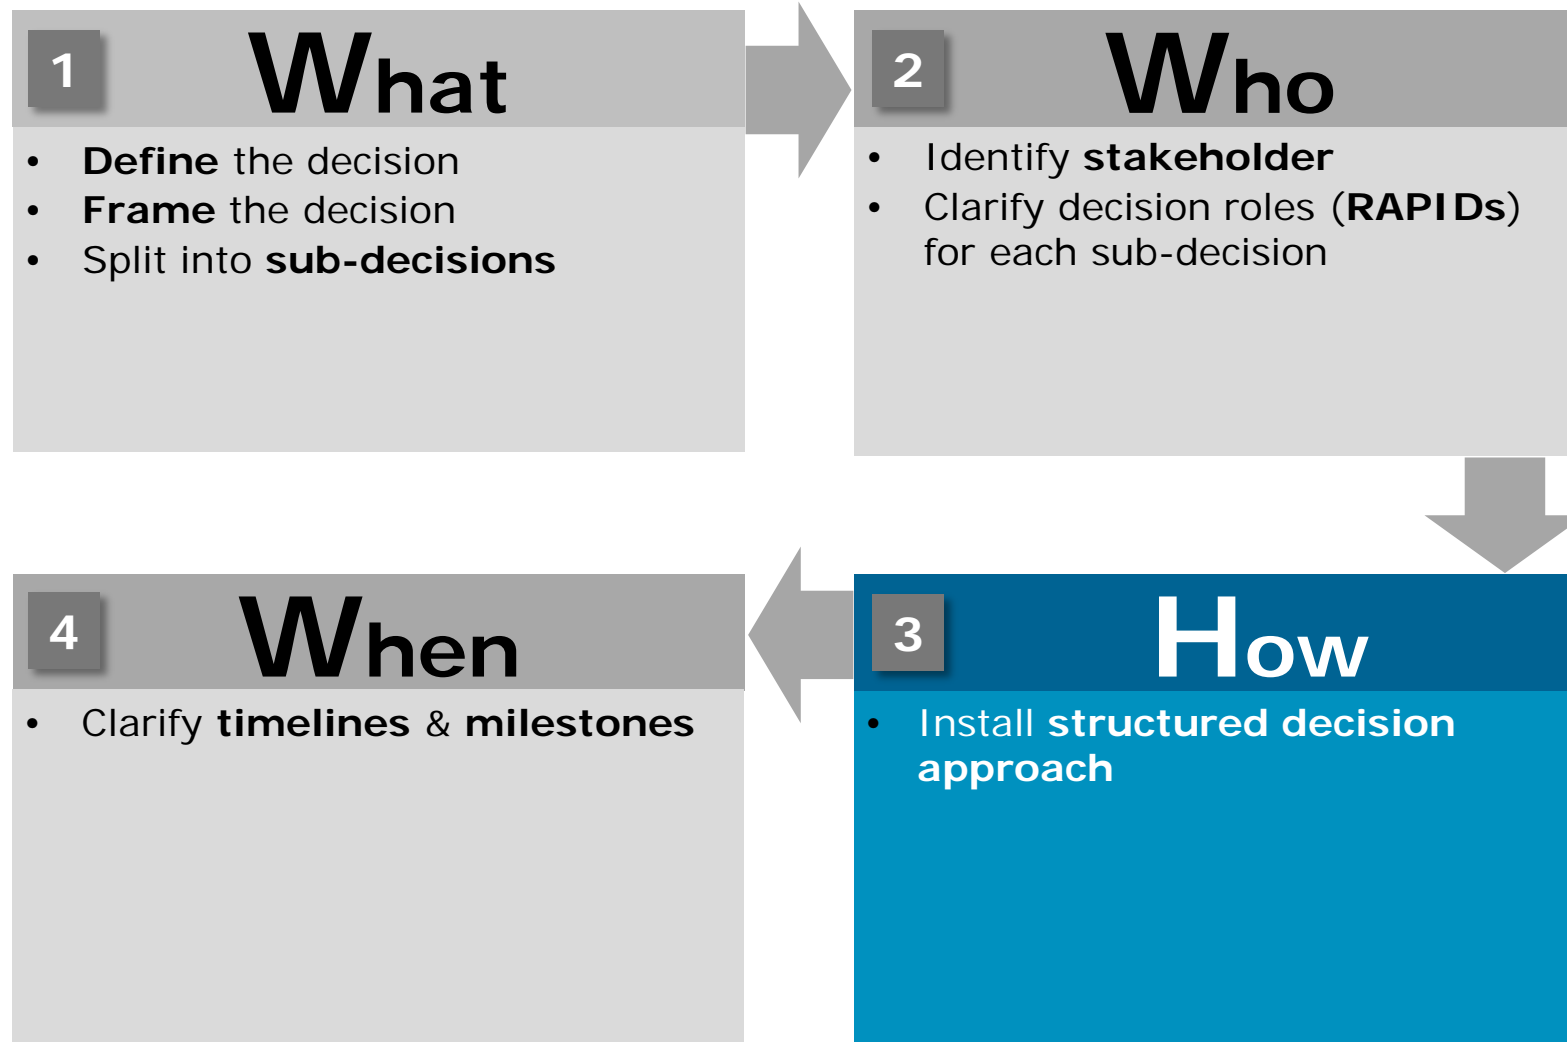 1
What
• Define the decision
• Frame the decision
• Split into sub-decisions
2
Who
• Identify stakeholder
• Clarify decision roles (RAPIDs)
for each sub-decision
3
How
• Install structured decision
approach
4
When
• Clarify timelines & milestones